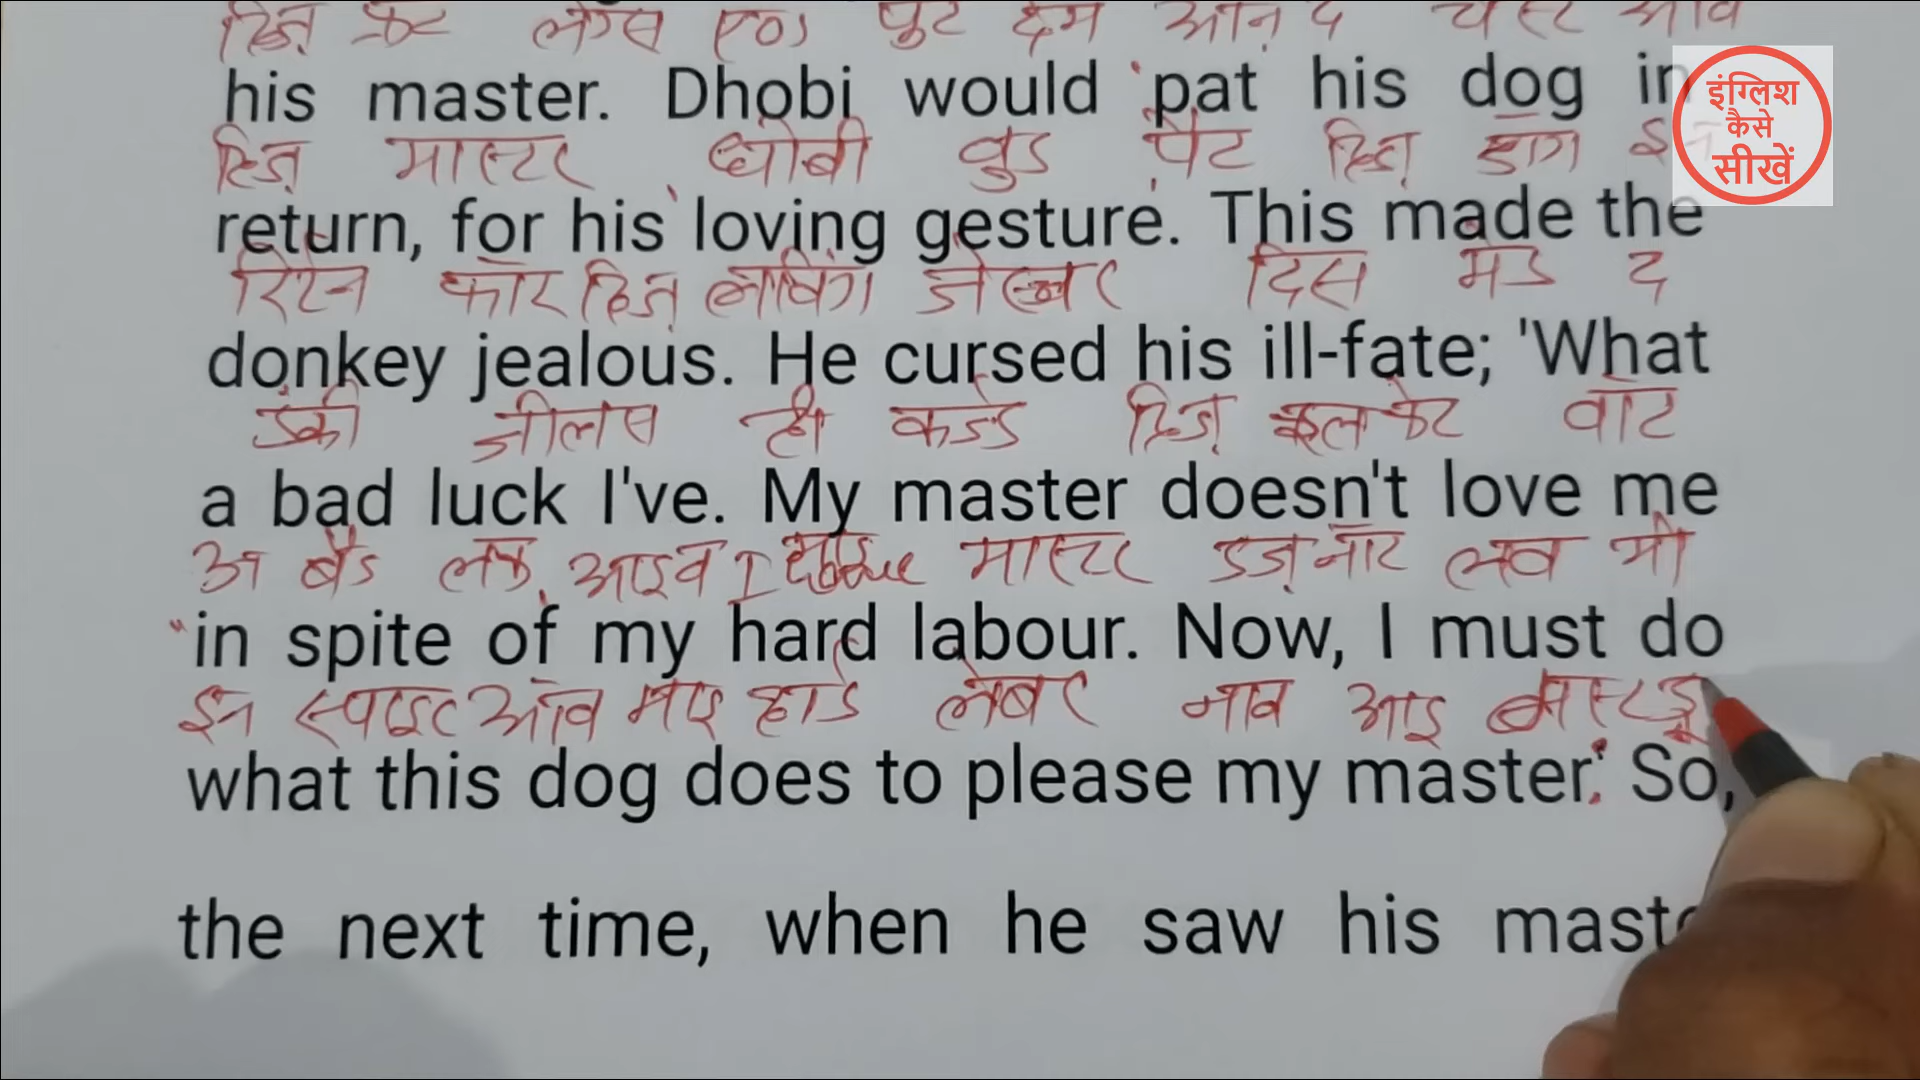 हिज़ फीट लेग्स एण्ड पुट देम ऑन द चेस्ट ऑव
his master. Dhobi would pat his dog in
हिज़ मास्टर धोबी वुड पैट हिज़ डॉग इन
return, for his loving gesture. This made the
रिटर्न फॉर हिज़ लविंग जेस्चर दिस मेड द
donkey jealous. He cursed his ill-fate; 'What
डंकी जीलस ही कर्ज्ड हिज़ इलफेट वॉट
a bad luck I've. My master doesn't love me
अ बैड लक, आइव I have माइ मास्टर डज़ नॉट लव मी
in spite of my hard labour. Now, I must do
इन स्पाइट ऑव माइ हार्ड लेबर नाव आइ मस्ट डू
what this dog does to please my master.' So,
the next time, when he saw his
इंग्लिश
कैसे
सीखें